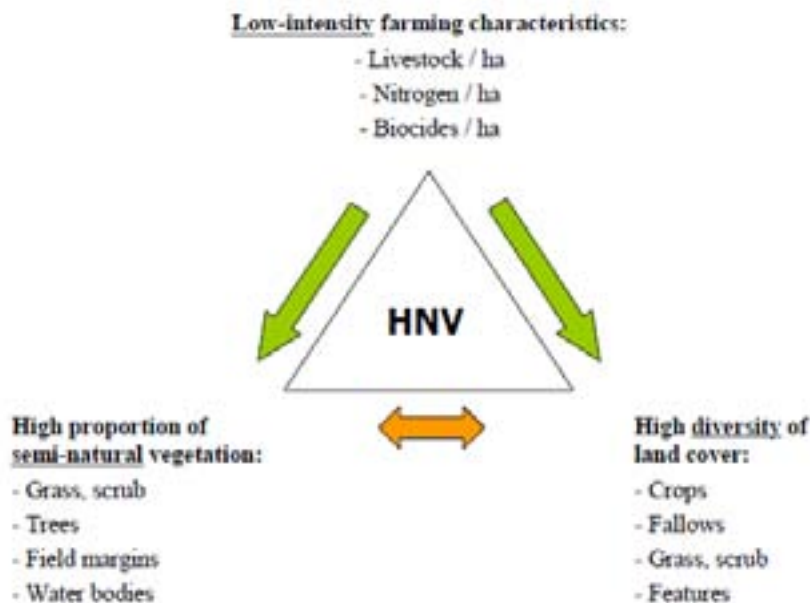 Low-intensity farming characteristics:
- Livestock / ha
- Nitrogen / ha
- Biocides / ha
HNV
High proportion of
semi-natural vegetation:
- Grass, scrub
- Trees
- Field margins
- Water bodies
High diversity of
land cover:
- Crops
- Fallows
- Grass, scrub
- Features